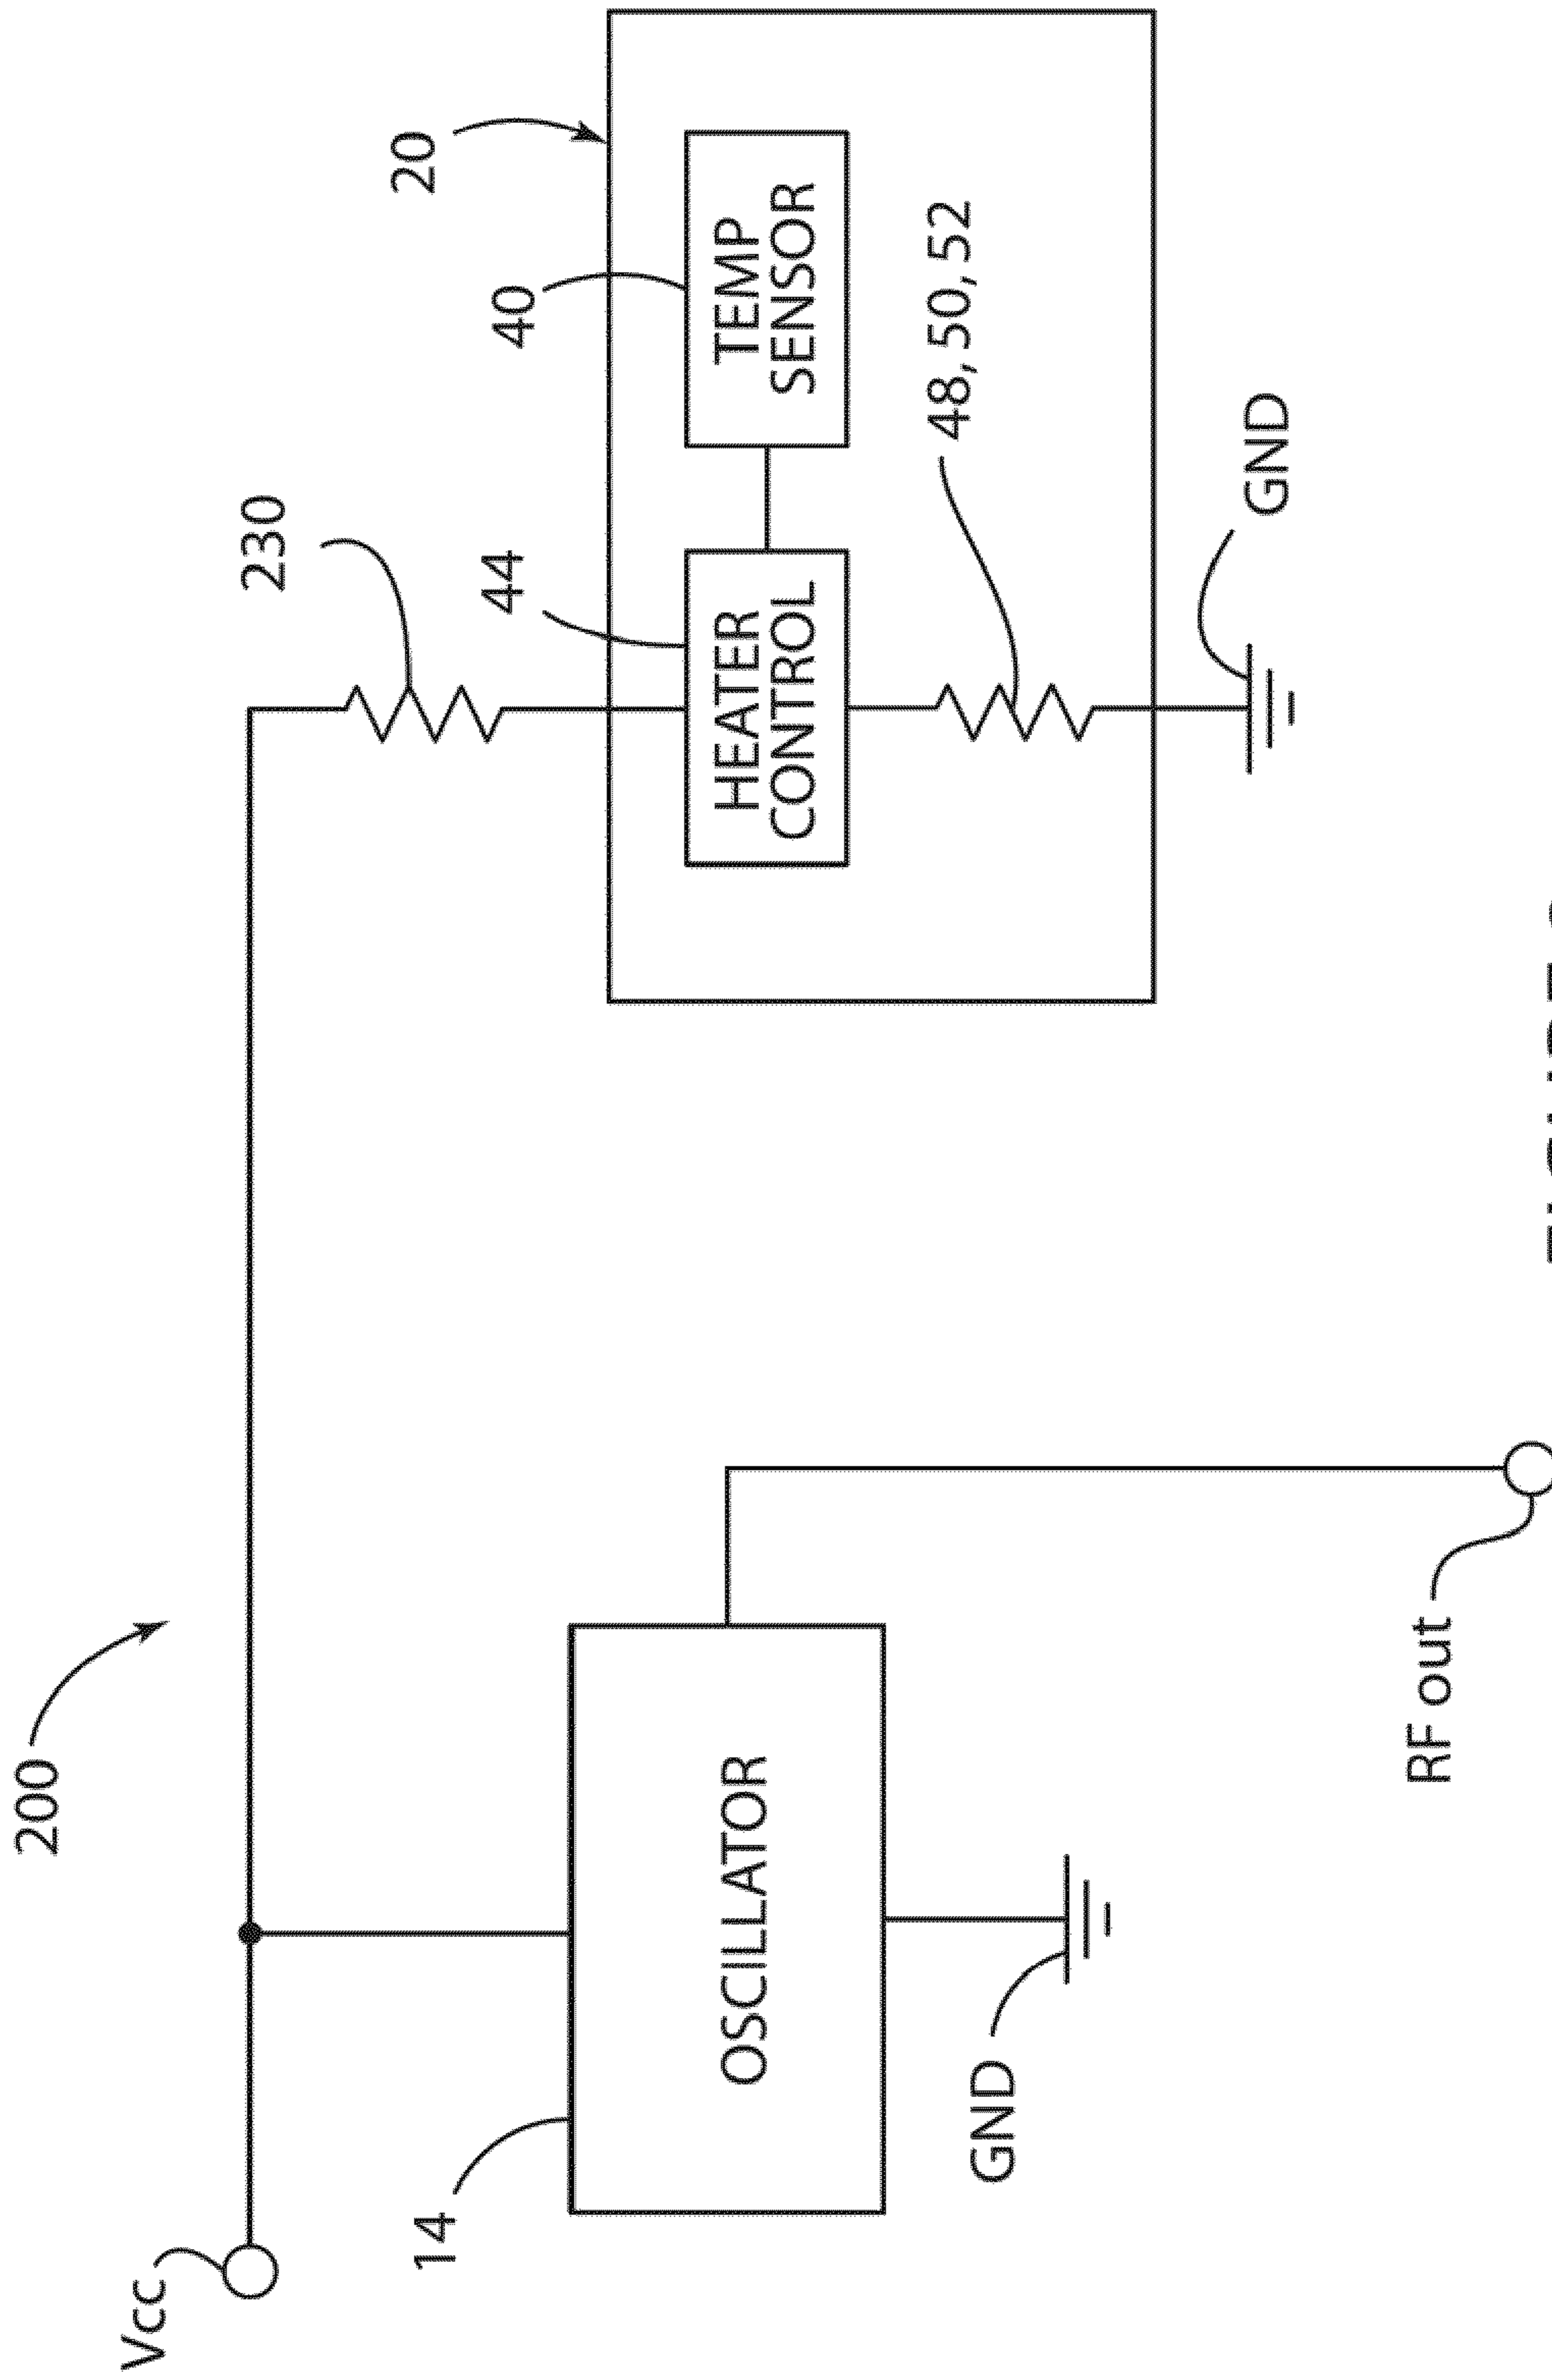 200
Vcc
230
20
14
44
40
OSCILLATOR
HEATER
CONTROL
TEMP
SENSOR
48, 50, 52
GND
GND
RF out